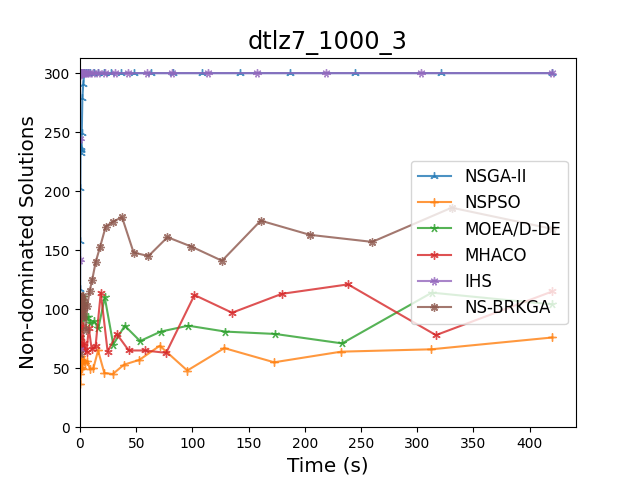 dtlz7_1000_3
300
250
200
150
100
50
0
Non-dominated Solutions
NSGA-II
NSPSO
MOEA/D-DE
MHACO
IHS
NS-BRKGA
0 50 100 150 200 250 300 350 400
Time (s)